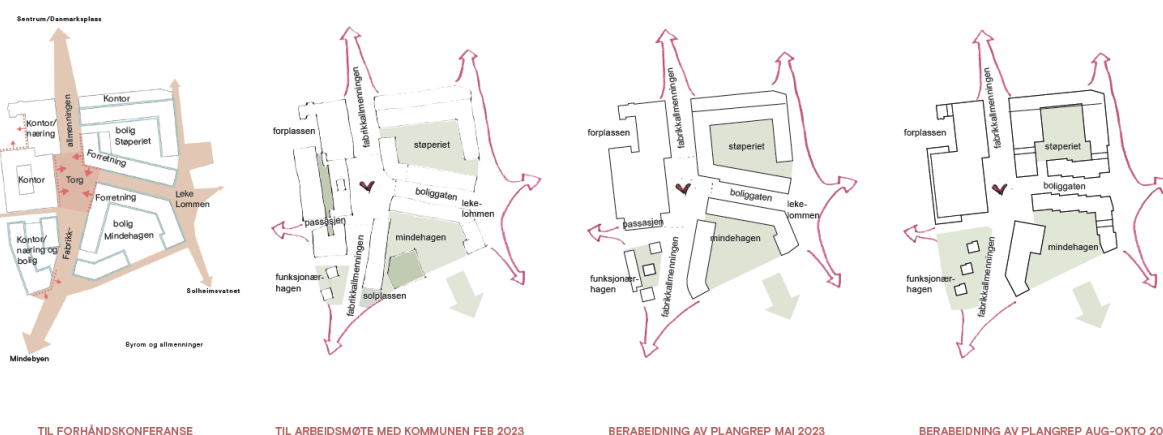 Sentrum/Danmarksplass
allmenningen
Kontor
Kontor/
næring
bolig
Støperiet
Forretning
Kontor
Torg
Forretning
Leke
Lommen
bolig
Mindehagen
Kontor/
næring og
bolig
Fabrikk-
Solheimsvatnet
Byrom og allmenninger
Mindebyen
TIL FORHÅNDSKONFERANSE
forplassen
fabrikkallmenningen
støperiet
boliggaten
leke-
lommen
passasjen
mindehagen
funksjonær-
hagen
solplassen
fabrikkallmenningen
TIL ARBEIDSMØTE MED KOMMUNEN FEB 2023
forplassen
fabrikkallmenningen
støperiet
boliggaten
leke-
lommen
passasjen
mindehagen
funksjonær-
hagen
fabrikkallmenningen
BERABEIDNING AV PLANGREP MAI 2023
forplassen
fabrikkallmenningen
støperiet
boliggaten
mindehagen
funksjonær-
hagen
fabrikkallmenningen
BERABEIDNING AV PLANGREP AUG-OKTO 20